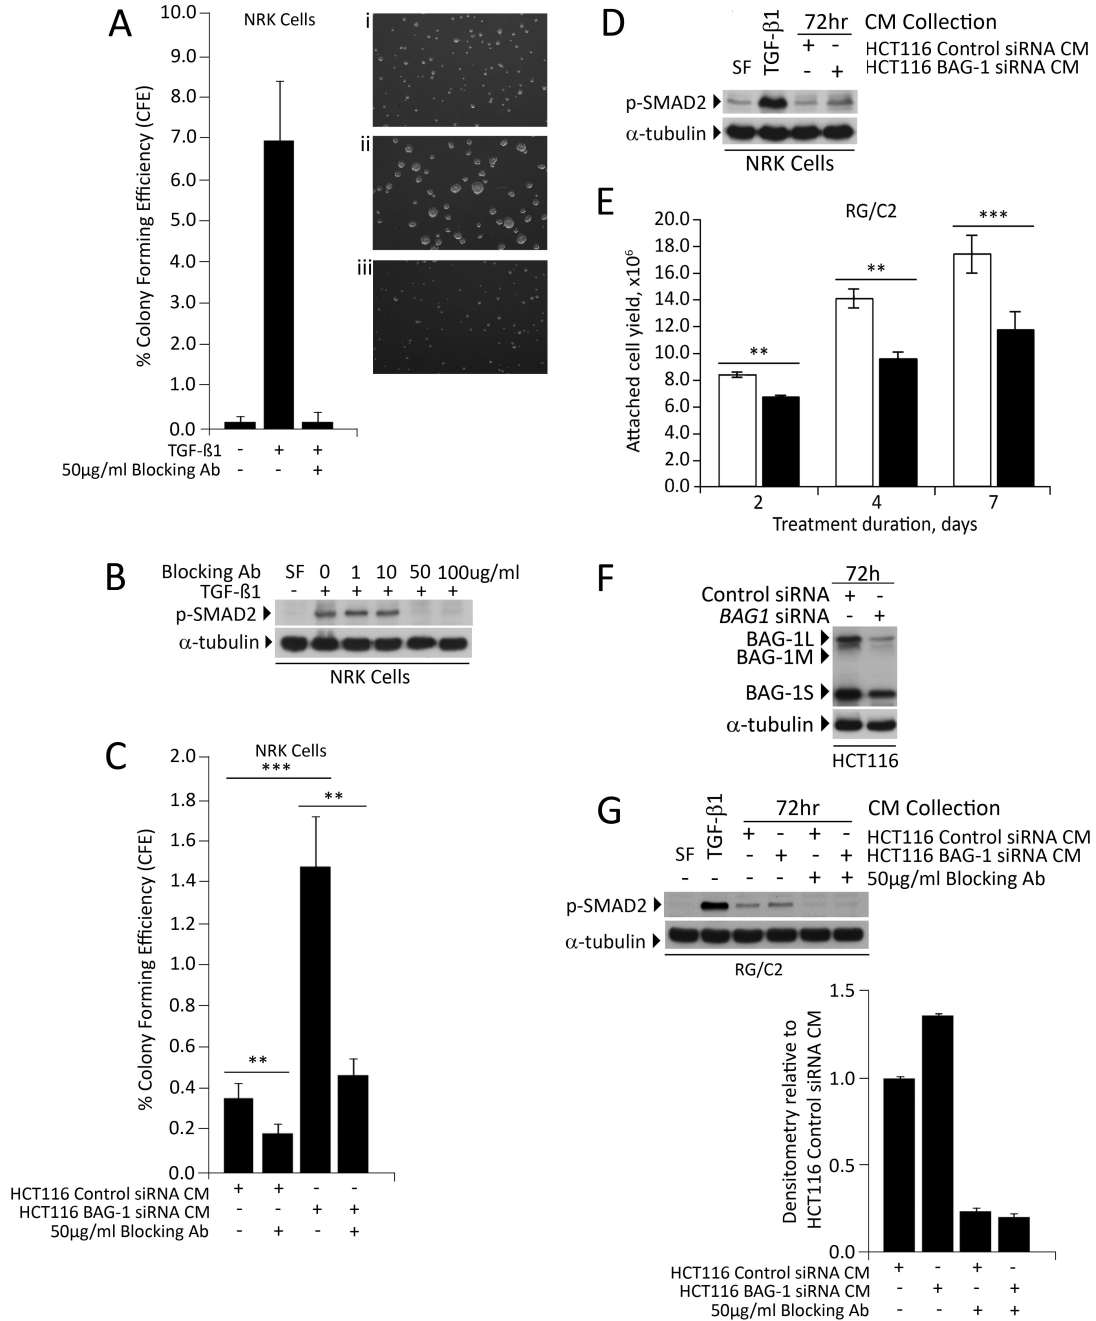 A
NRK Cells
% Colony Forming Efficiency (CFE)
10.0
9.0
8.0
7.0
6.0
5.0
4.0
3.0
2.0
1.0
0.0
TGF-ß1 - + +
50µg/ml Blocking Ab - - +
i
ii
iii
B
Blocking Ab SF 0 1 10 50 100ug/ml
TGF-ß1 - + + + + +
p-SMAD2
α-tubulin
NRK Cells
C
NRK Cells
***
**
**
% Colony Forming Efficiency (CFE)
2.0
1.8
1.6
1.4
1.2
1.0
0.8
0.6
0.4
0.2
0.0
HCT116 Control siRNA CM + + - -
HCT116 BAG-1 siRNA CM - - + +
50µg/ml Blocking Ab - + - +
D
SF TGF-β1 72hr CM Collection
+ - HCT116 Control siRNA CM
- + HCT116 BAG-1 siRNA CM
p-SMAD2
α-tubulin
NRK Cells
E
RG/C2
Attached cell yield, x10⁶
20.0
18.0
16.0
14.0
12.0
10.0
8.0
6.0
4.0
2.0
0.0
**
**
***
2 4 7
Treatment duration, days
F
72h
Control siRNA + -
BAG1 siRNA - +
BAG-1L
BAG-1M
BAG-1S
α-tubulin
HCT116
G
SF TGF-β1 72hr CM Collection
+ - + - HCT116 Control siRNA CM
- + - + HCT116 BAG-1 siRNA CM
- - - - + + 50µg/ml Blocking Ab
p-SMAD2
α-tubulin
RG/C2
Densitometry relative to
HCT116 Control siRNA CM
1.5
1.0
0.5
0.0
HCT116 Control siRNA CM + - + -
HCT116 BAG-1 siRNA CM - + - +
50µg/ml Blocking Ab - - + +